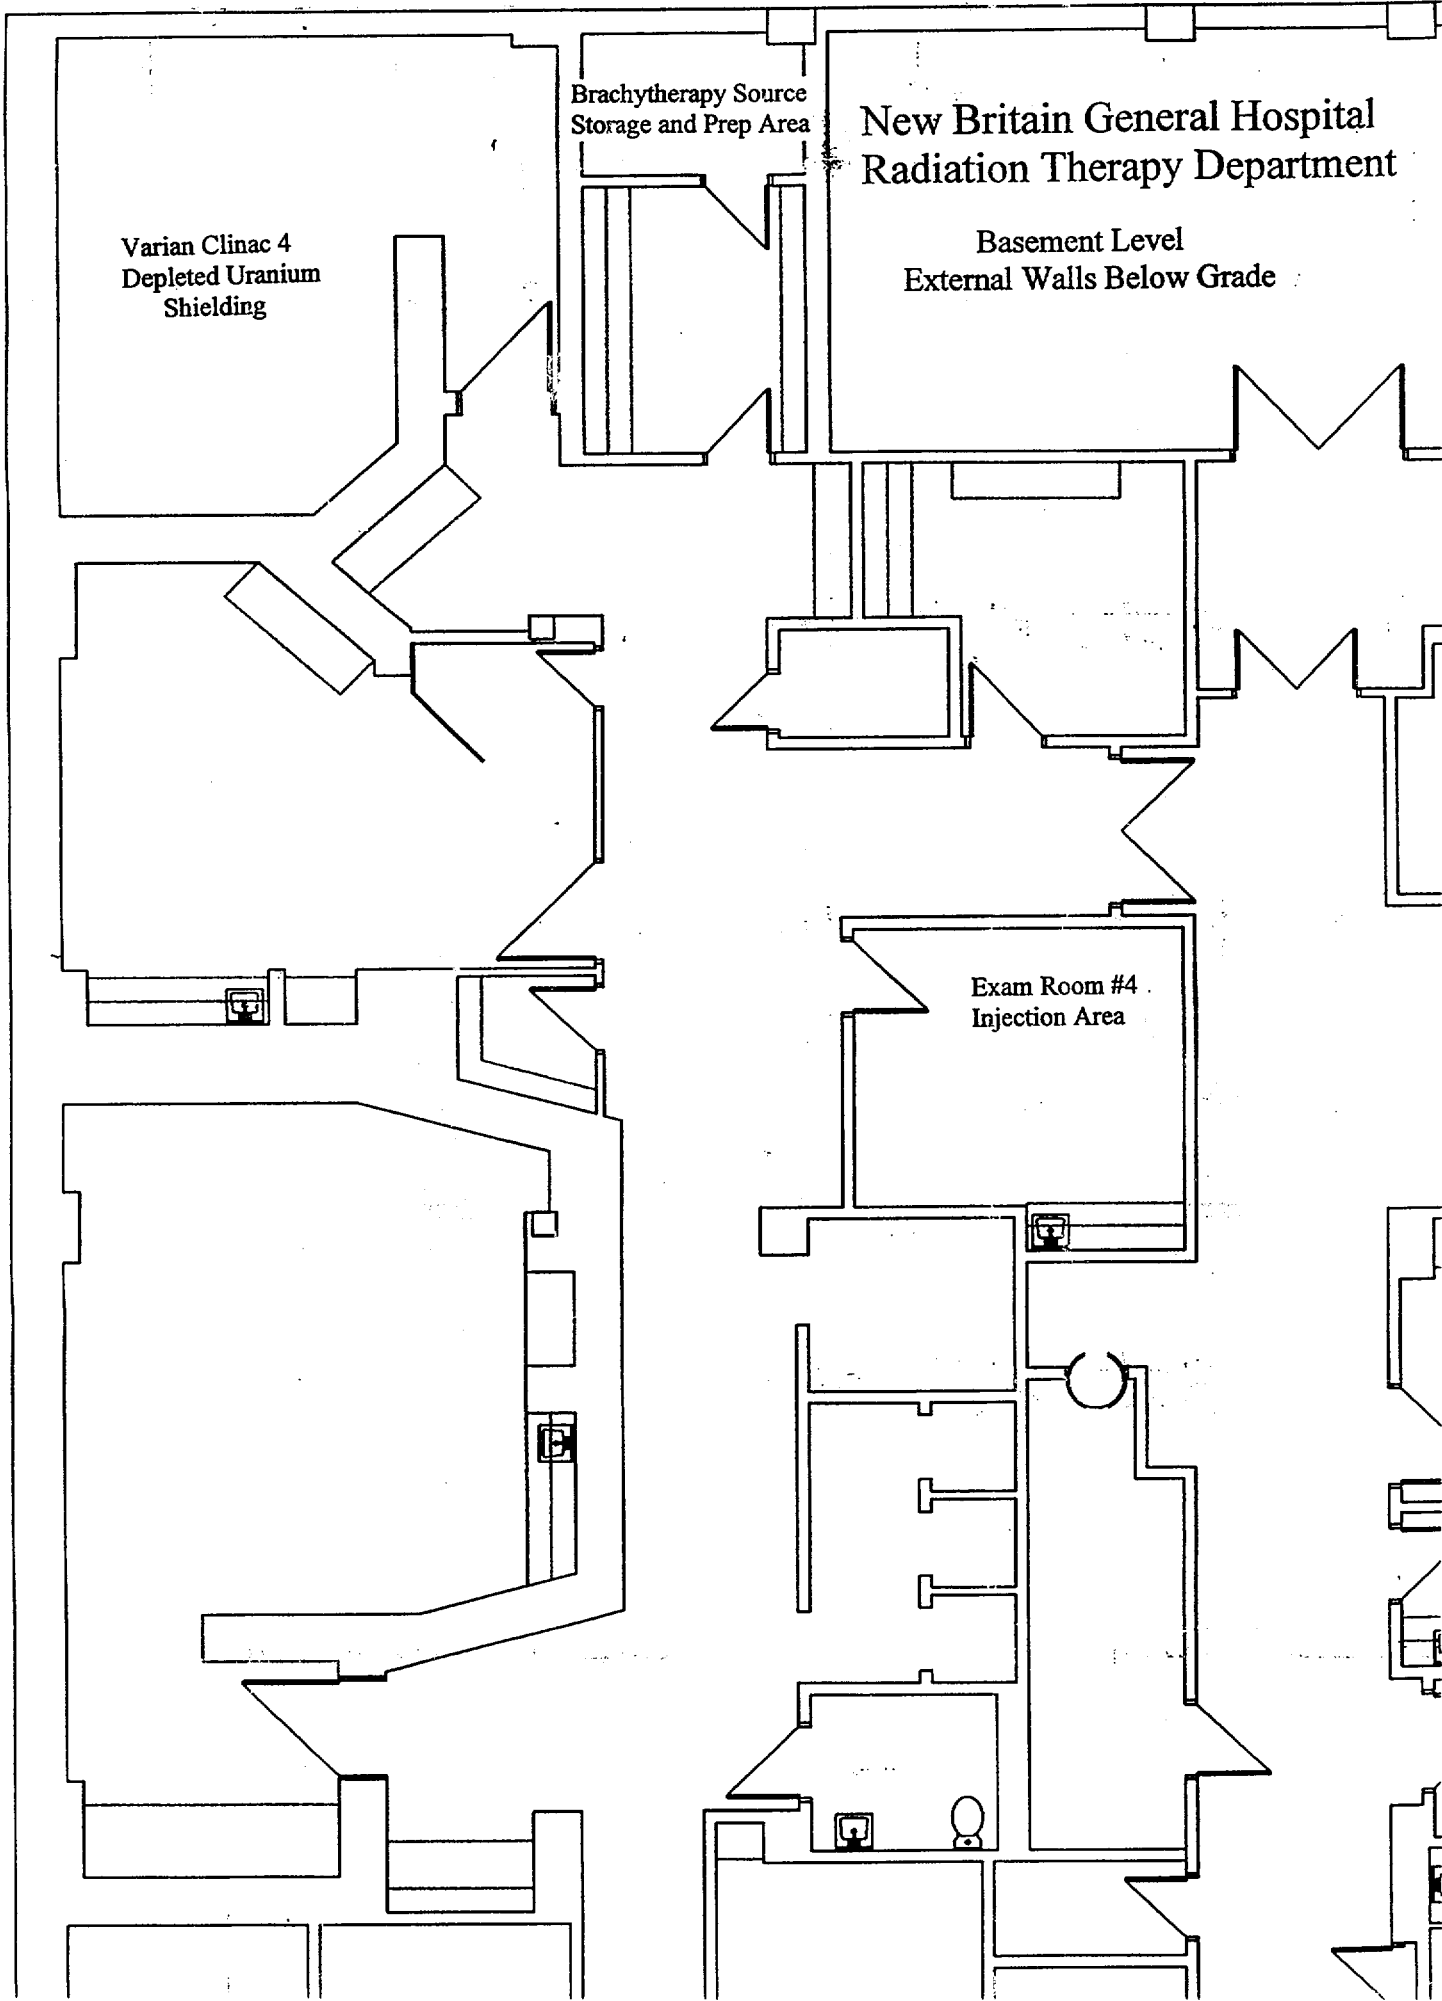 Brachytherapy Source
Storage and Prep Area
New Britain General Hospital
Radiation Therapy Department
Basement Level
External Walls Below Grade
Varian Clinac 4
Depleted Uranium
Shielding
Exam Room #4
Injection Area